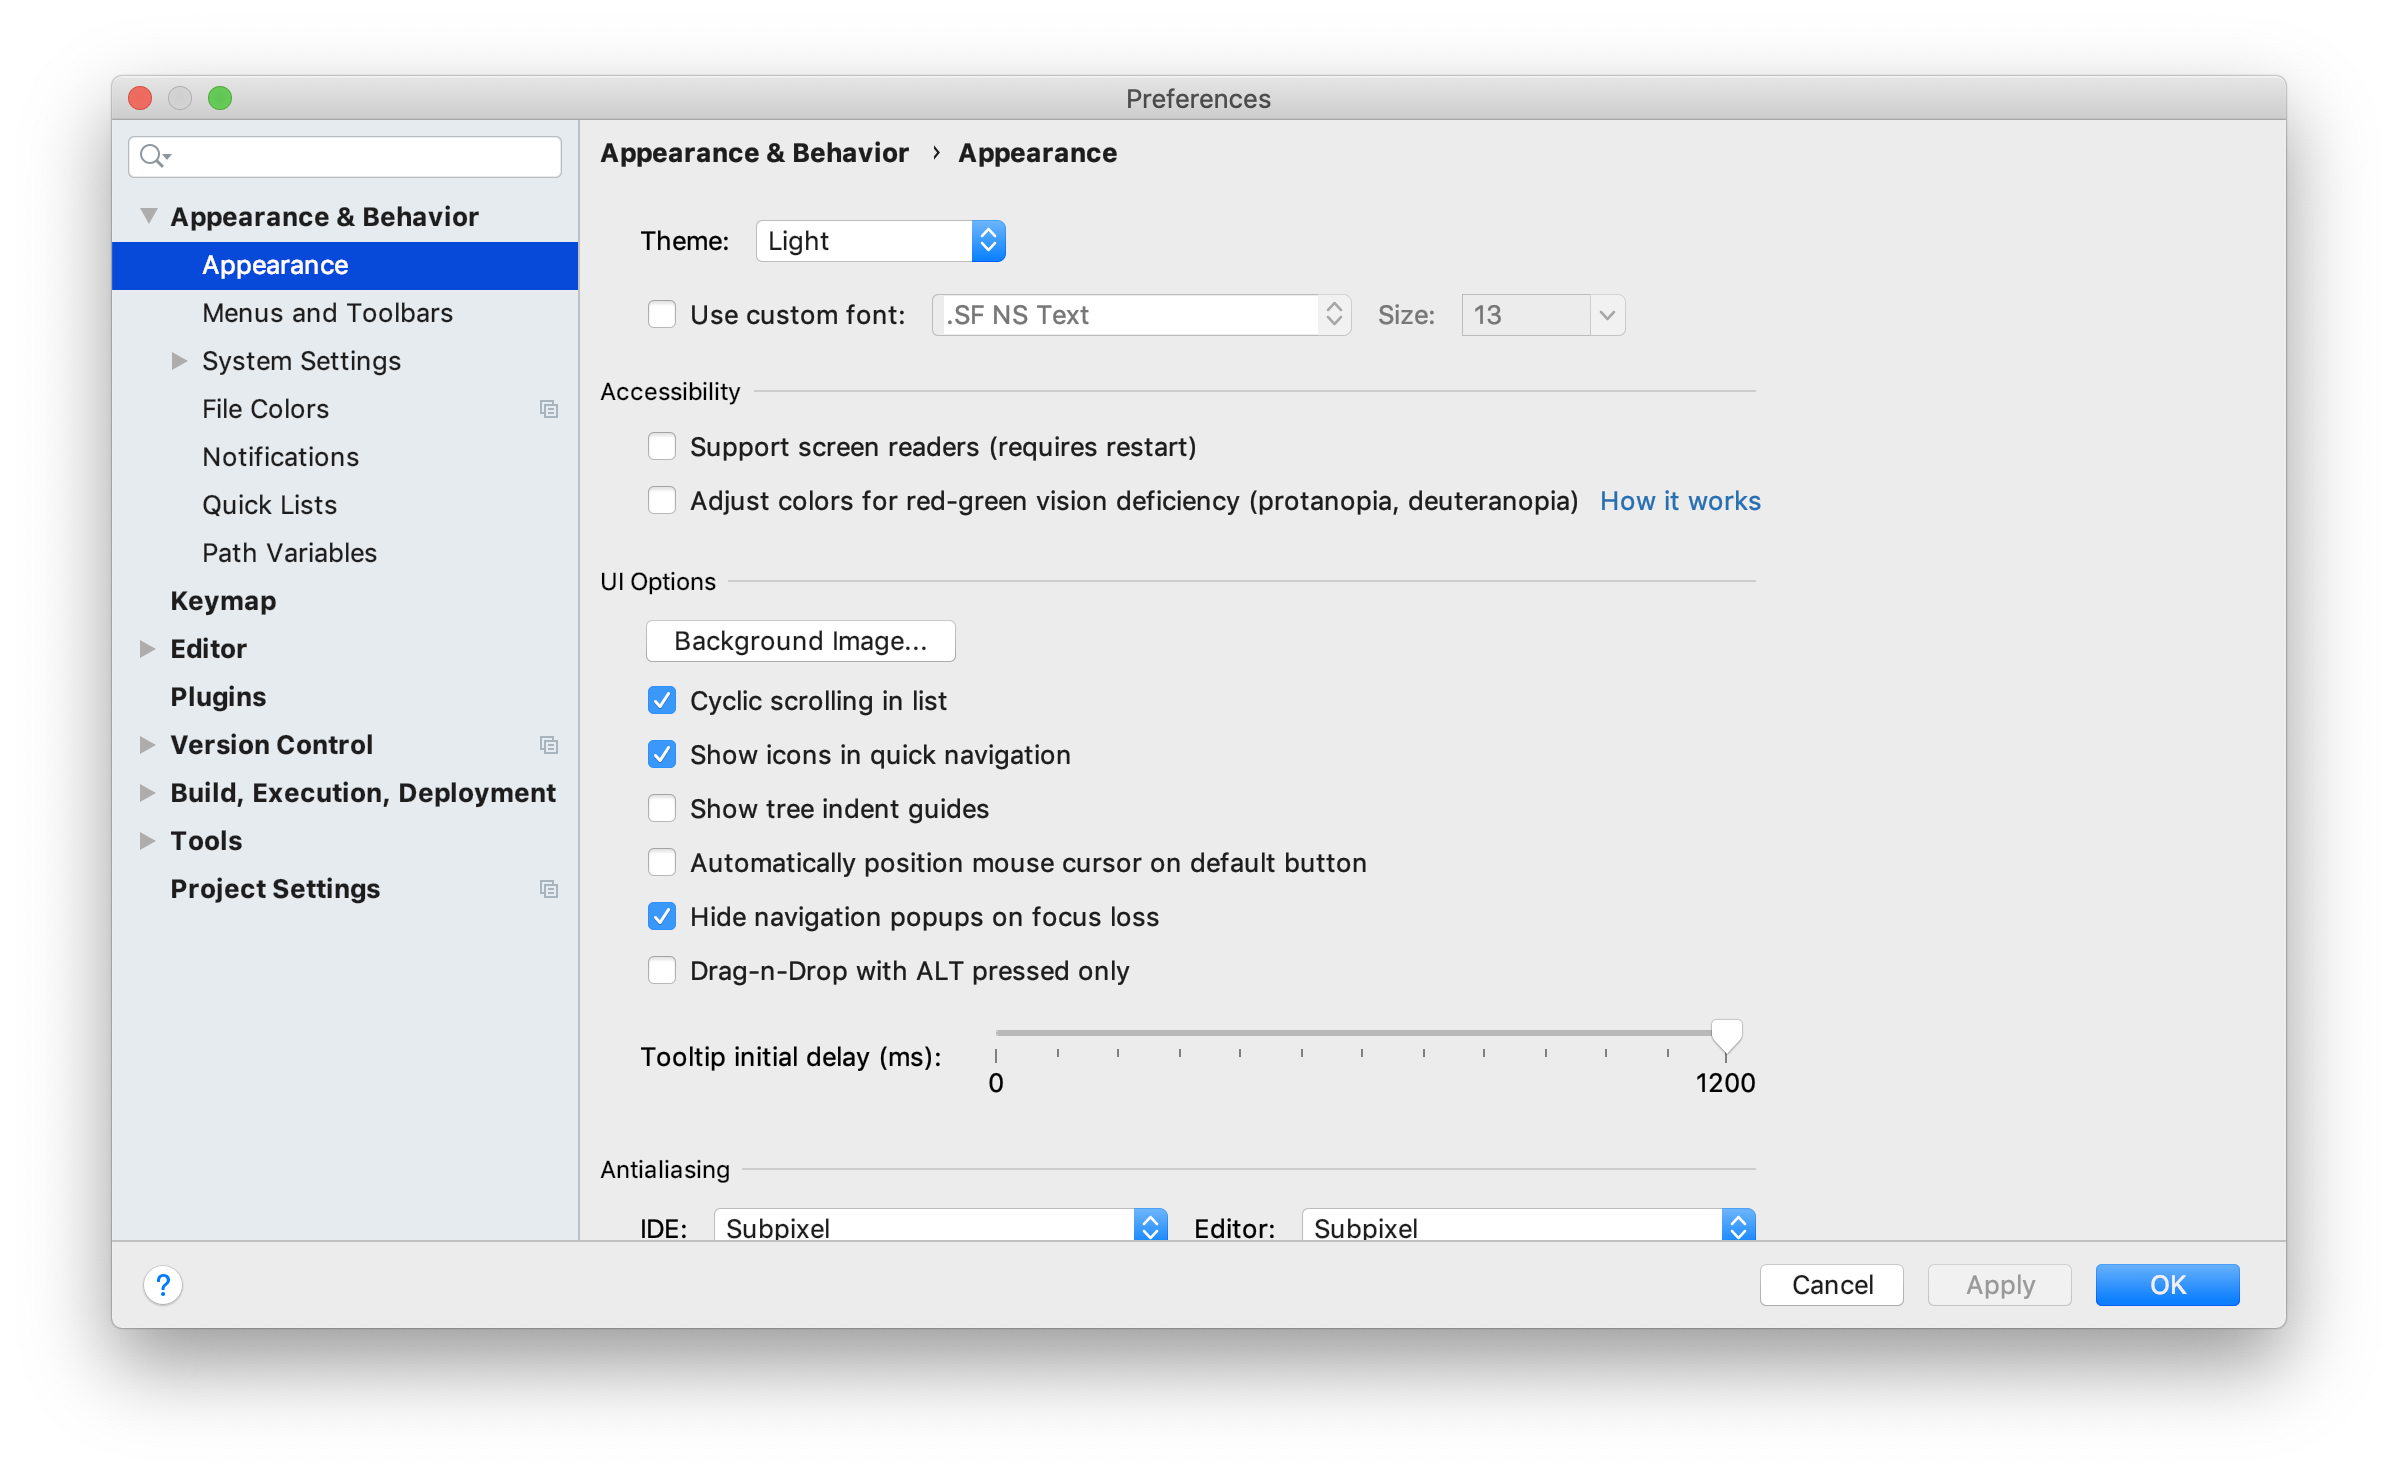 Preferences
Appearance & Behavior
Appearance
Menus and Toolbars
System Settings
File Colors
Notifications
Quick Lists
Path Variables
Keymap
Editor
Plugins
Version Control
Build, Execution, Deployment
Tools
Project Settings
Appearance & Behavior › Appearance
Theme: Light
Use custom font: .SF NS Text Size: 13
Accessibility
Support screen readers (requires restart)
Adjust colors for red-green vision deficiency (protanopia, deuteranopia) How it works
UI Options
Background Image...
Cyclic scrolling in list
Show icons in quick navigation
Show tree indent guides
Automatically position mouse cursor on default button
Hide navigation popups on focus loss
Drag-n-Drop with ALT pressed only
Tooltip initial delay (ms):
0 1200
Antialiasing
IDE: Subpixel Editor: Subpixel
? Cancel Apply OK